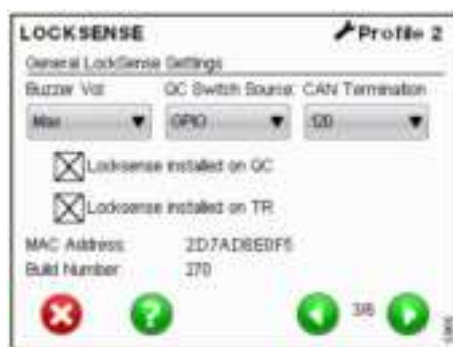 LOCKSENSE Profile 2
General LockSense Settings
Buzzer Vol QC Switch Source: CAN Termination
Max GPIO 120
Locksense installed on QC
Locksense installed on TR
MAC Address 2D7AD8E0F5
Build Number 270
? 3/6